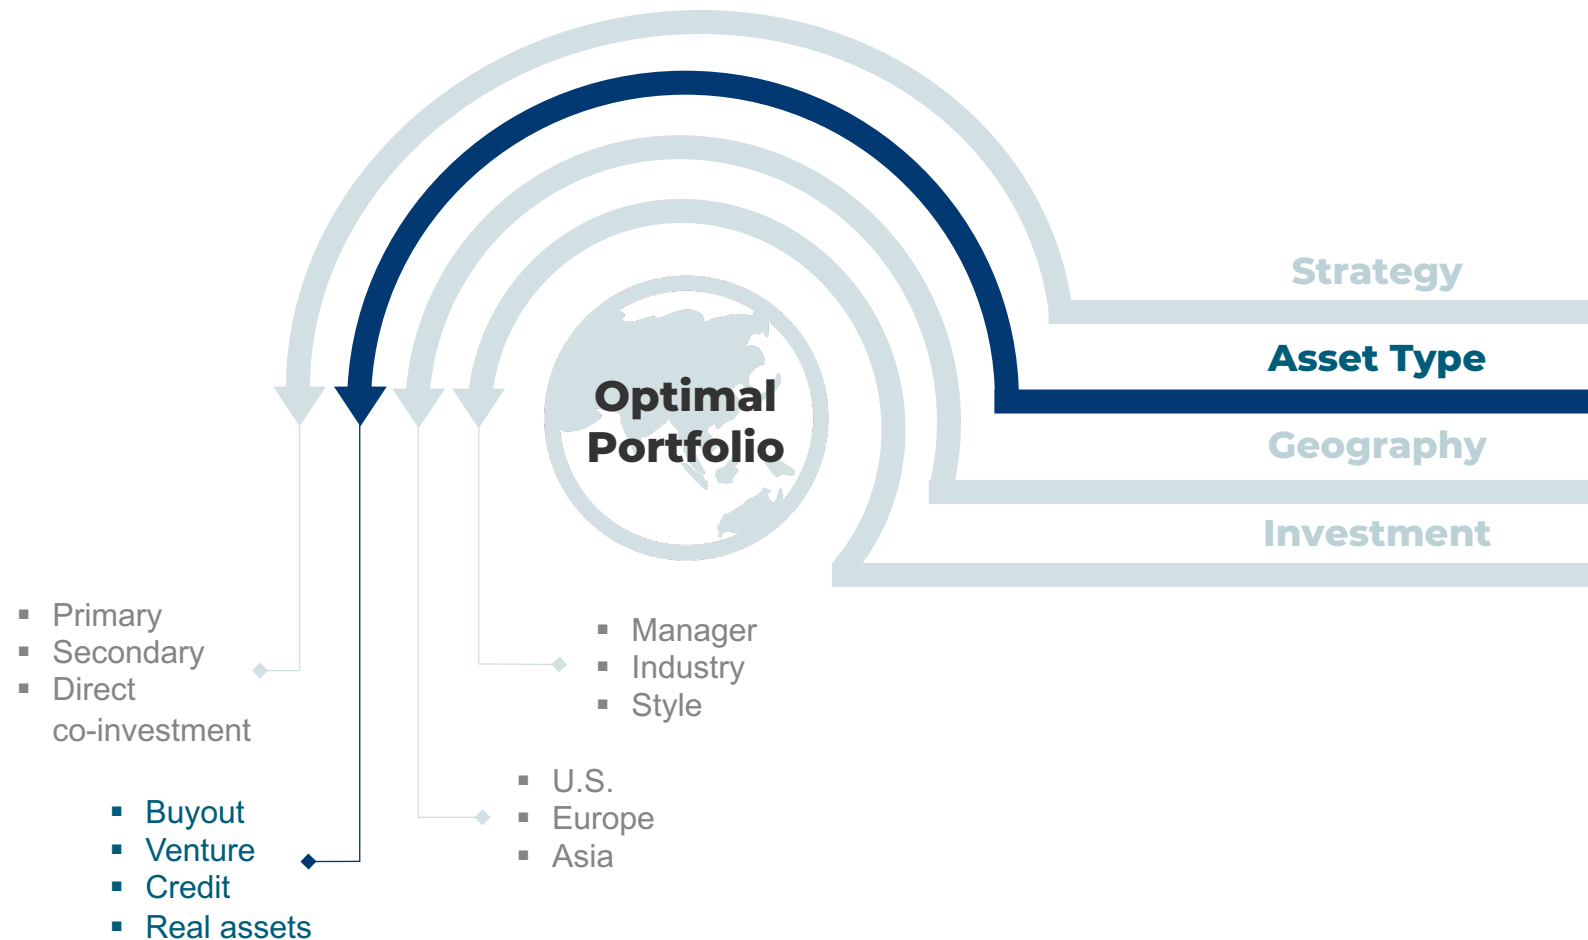 Strategy
Asset Type
Geography
Investment
Optimal
Portfolio
▪ Primary
▪ Secondary
▪ Direct
co-investment
▪ Manager
▪ Industry
▪ Style
▪ U.S.
▪ Europe
▪ Asia
▪ Buyout
▪ Venture
▪ Credit
▪ Real assets